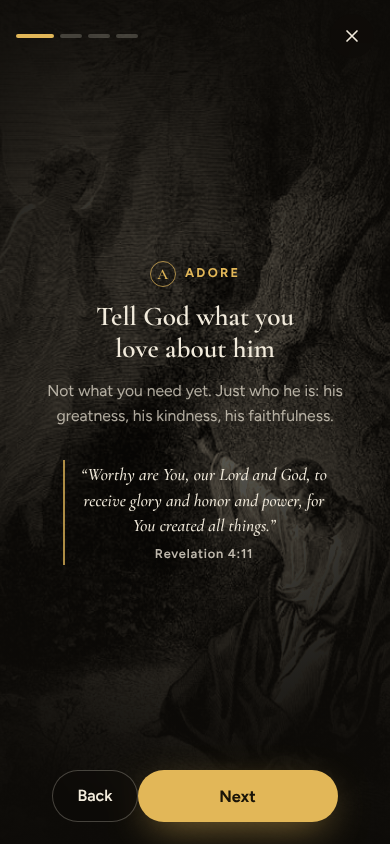 A ADORE
Tell God what you
love about him
Not what you need yet. Just who he is: his
greatness, his kindness, his faithfulness.
“Worthy are You, our Lord and God, to
receive glory and honor and power, for
You created all things.”
Revelation 4:11
Back Next